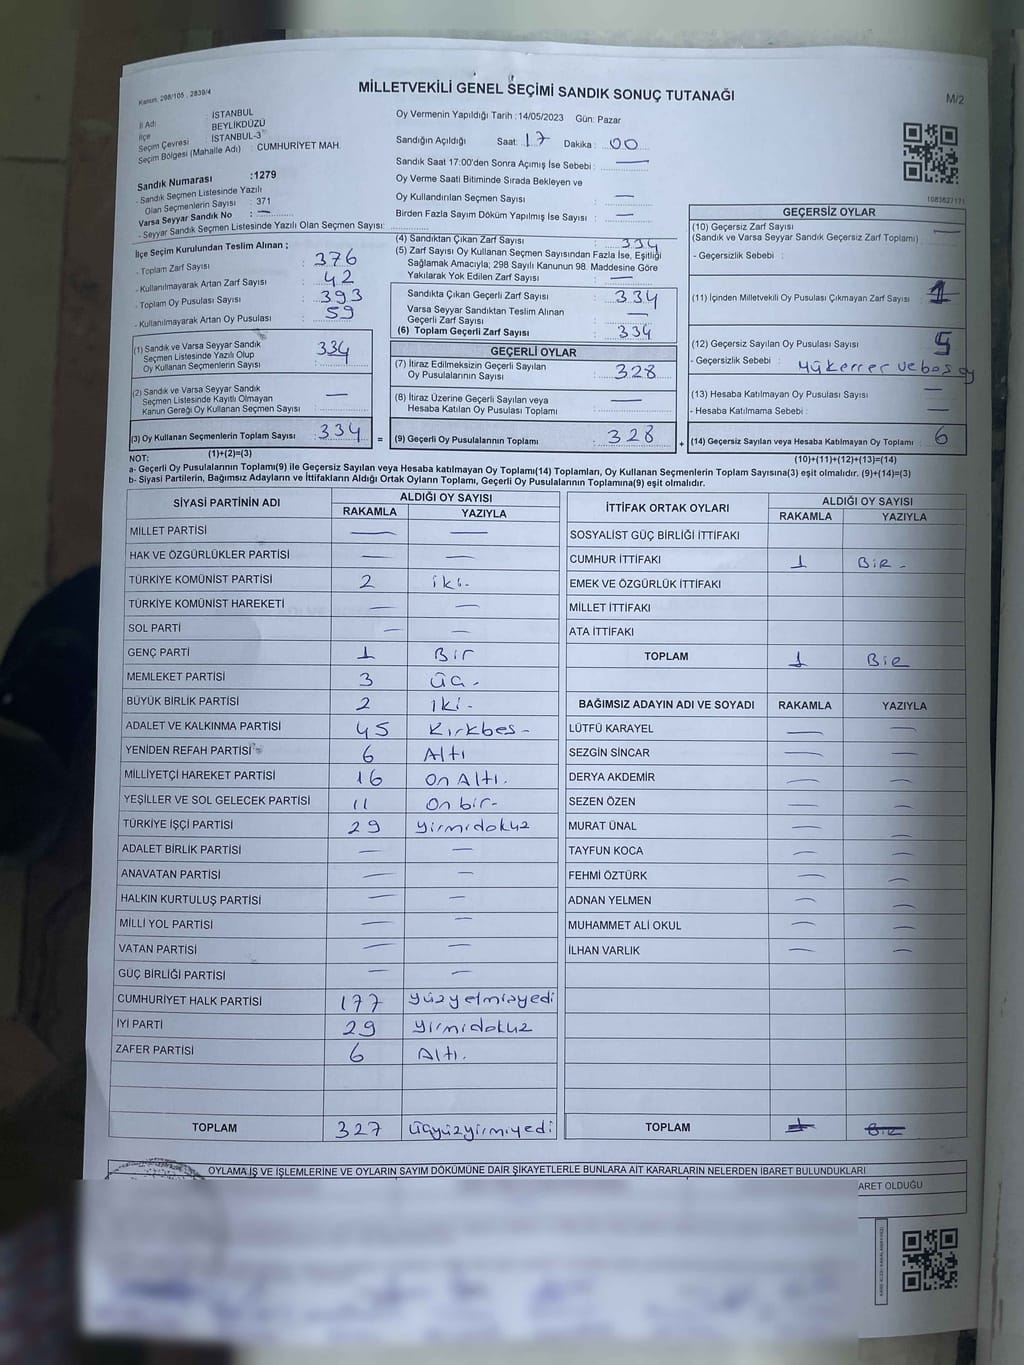 Kanun, 298/105 , 2839/4
MİLLETVEKİLİ GENEL SEÇİMİ SANDIK SONUÇ TUTANAĞI
M/2
İl Adı : İSTANBUL
İlçe : BEYLİKDÜZÜ
Seçim Çevresi : İSTANBUL-3
Seçim Bölgesi (Mahalle Adı) : CUMHURİYET MAH.
Sandık Numarası :1279
- Sandık Seçmen Listesinde Yazılı
Olan Seçmenlerin Sayısı : 371
Varsa Seyyar Sandık No : —
- Seyyar Sandık Seçmen Listesinde Yazılı Olan Seçmen Sayısı:
İlçe Seçim Kurulundan Teslim Alınan ;
- Toplam Zarf Sayısı : 376
- Kullanılmayarak Artan Zarf Sayısı : 42
- Toplam Oy Pusulası Sayısı : 393
- Kullanılmayarak Artan Oy Pusulası : 59
(1) Sandık ve Varsa Seyyar Sandık
Seçmen Listesinde Yazılı Olup
Oy Kullanan Seçmenlerin Sayısı : 334
(2) Sandık ve Varsa Seyyar Sandık
Seçmen Listesinde Kayıtlı Olmayan
Kanun Gereği Oy Kullanan Seçmen Sayısı : —
(3) Oy Kullanan Seçmenlerin Toplam Sayısı : 334
(1)+(2)=(3)
Oy Vermenin Yapıldığı Tarih : 14/05/2023 Gün: Pazar
Sandığın Açıldığı Saat: 17 Dakika : 00
Sandık Saat 17:00'den Sonra Açımış İse Sebebi : —
Oy Verme Saati Bitiminde Sırada Bekleyen ve
Oy Kullandırılan Seçmen Sayısı : —
Birden Fazla Sayım Döküm Yapılmış İse Sayısı : —
(4) Sandıktan Çıkan Zarf Sayısı : 334
(5) Zarf Sayısı Oy Kullanan Seçmen Sayısından Fazla İse, Eşitliği
Sağlamak Amacıyla; 298 Sayılı Kanunun 98. Maddesine Göre
Yakılarak Yok Edilen Zarf Sayısı : —
Sandıkta Çıkan Geçerli Zarf Sayısı : 334
Varsa Seyyar Sandıktan Teslim Alınan
Geçerli Zarf Sayısı : —
(6) Toplam Geçerli Zarf Sayısı : 334
GEÇERLİ OYLAR
(7) İtiraz Edilmeksizin Geçerli Sayılan
Oy Pusulalarının Sayısı : 328
(8) İtiraz Üzerine Geçerli Sayılan veya
Hesaba Katılan Oy Pusulası Toplamı : —
= (9) Geçerli Oy Pusulalarının Toplamı : 328 +
1083627171
GEÇERSİZ OYLAR
(10) Geçersiz Zarf Sayısı : —
(Sandık ve Varsa Seyyar Sandık Geçersiz Zarf Toplamı)
- Geçersizlik Sebebi :
(11) İçinden Milletvekili Oy Pusulası Çıkmayan Zarf Sayısı : 1
(12) Geçersiz Sayılan Oy Pusulası Sayısı : 5
- Geçersizlik Sebebi : Mükerrer ve boş oy
(13) Hesaba Katılmayan Oy Pusulası Sayısı : —
- Hesaba Katılmama Sebebi : —
(14) Geçersiz Sayılan veya Hesaba Katılmayan Oy Toplamı : 6
(10)+(11)+(12)+(13)=(14)
NOT:
a- Geçerli Oy Pusulalarının Toplamı(9) ile Geçersiz Sayılan veya Hesaba katılmayan Oy Toplamı(14) Toplamları, Oy Kullanan Seçmenlerin Toplam Sayısına(3) eşit olmalıdır. (9)+(14)=(3)
b- Siyasi Partilerin, Bağımsız Adayların ve İttifakların Aldığı Ortak Oyların Toplamı, Geçerli Oy Pusulalarının Toplamına(9) eşit olmalıdır.
SİYASİ PARTİNİN ADI ALDIĞI OY SAYISI
RAKAMLA YAZIYLA
MİLLET PARTİSİ — —
HAK VE ÖZGÜRLÜKLER PARTİSİ — —
TÜRKİYE KOMÜNİST PARTİSİ 2 iki.
TÜRKİYE KOMÜNİST HAREKETİ — —
SOL PARTİ — —
GENÇ PARTİ 1 Bir
MEMLEKET PARTİSİ 3 üç -
BÜYÜK BİRLİK PARTİSİ 2 iki -
ADALET VE KALKINMA PARTİSİ 45 Kırkbes -
YENİDEN REFAH PARTİSİ 6 Altı
MİLLİYETÇİ HAREKET PARTİSİ 16 On Altı.
YEŞİLLER VE SOL GELECEK PARTİSİ 11 On bir-
TÜRKİYE İŞÇİ PARTİSİ 29 yirmidokuz
ADALET BİRLİK PARTİSİ — —
ANAVATAN PARTİSİ — —
HALKIN KURTULUŞ PARTİSİ — —
MİLLİ YOL PARTİSİ — —
VATAN PARTİSİ — —
GÜÇ BİRLİĞİ PARTİSİ — —
CUMHURİYET HALK PARTİSİ 177 yüzyetmişyedi
İYİ PARTİ 29 yirmidokuz
ZAFER PARTİSİ 6 Altı.
TOPLAM 327 üçyüzyirmiyedi
İTTİFAK ORTAK OYLARI ALDIĞI OY SAYISI
RAKAMLA YAZIYLA
SOSYALİST GÜÇ BİRLİĞİ İTTİFAKI
CUMHUR İTTİFAKI 1 Bir -
EMEK VE ÖZGÜRLÜK İTTİFAKI
MİLLET İTTİFAKI
ATA İTTİFAKI
TOPLAM 1 Bir
BAĞIMSIZ ADAYIN ADI VE SOYADI RAKAMLA YAZIYLA
LÜTFÜ KARAYEL — —
SEZGİN SİNCAR — —
DERYA AKDEMİR — —
SEZEN ÖZEN — —
MURAT ÜNAL — —
TAYFUN KOCA — —
FEHMİ ÖZTÜRK — —
ADNAN YELMEN — —
MUHAMMET ALİ OKUL — —
İLHAN VARLIK — —
TOPLAM 1 Bir
OYLAMA İŞ VE İŞLEMLERİNE VE OYLARIN SAYIM DÖKÜMÜNE DAİR ŞİKAYETLERLE BUNLARA AİT KARARLARIN NELERDEN İBARET BULUNDUKLARI
ARET OLDUĞU